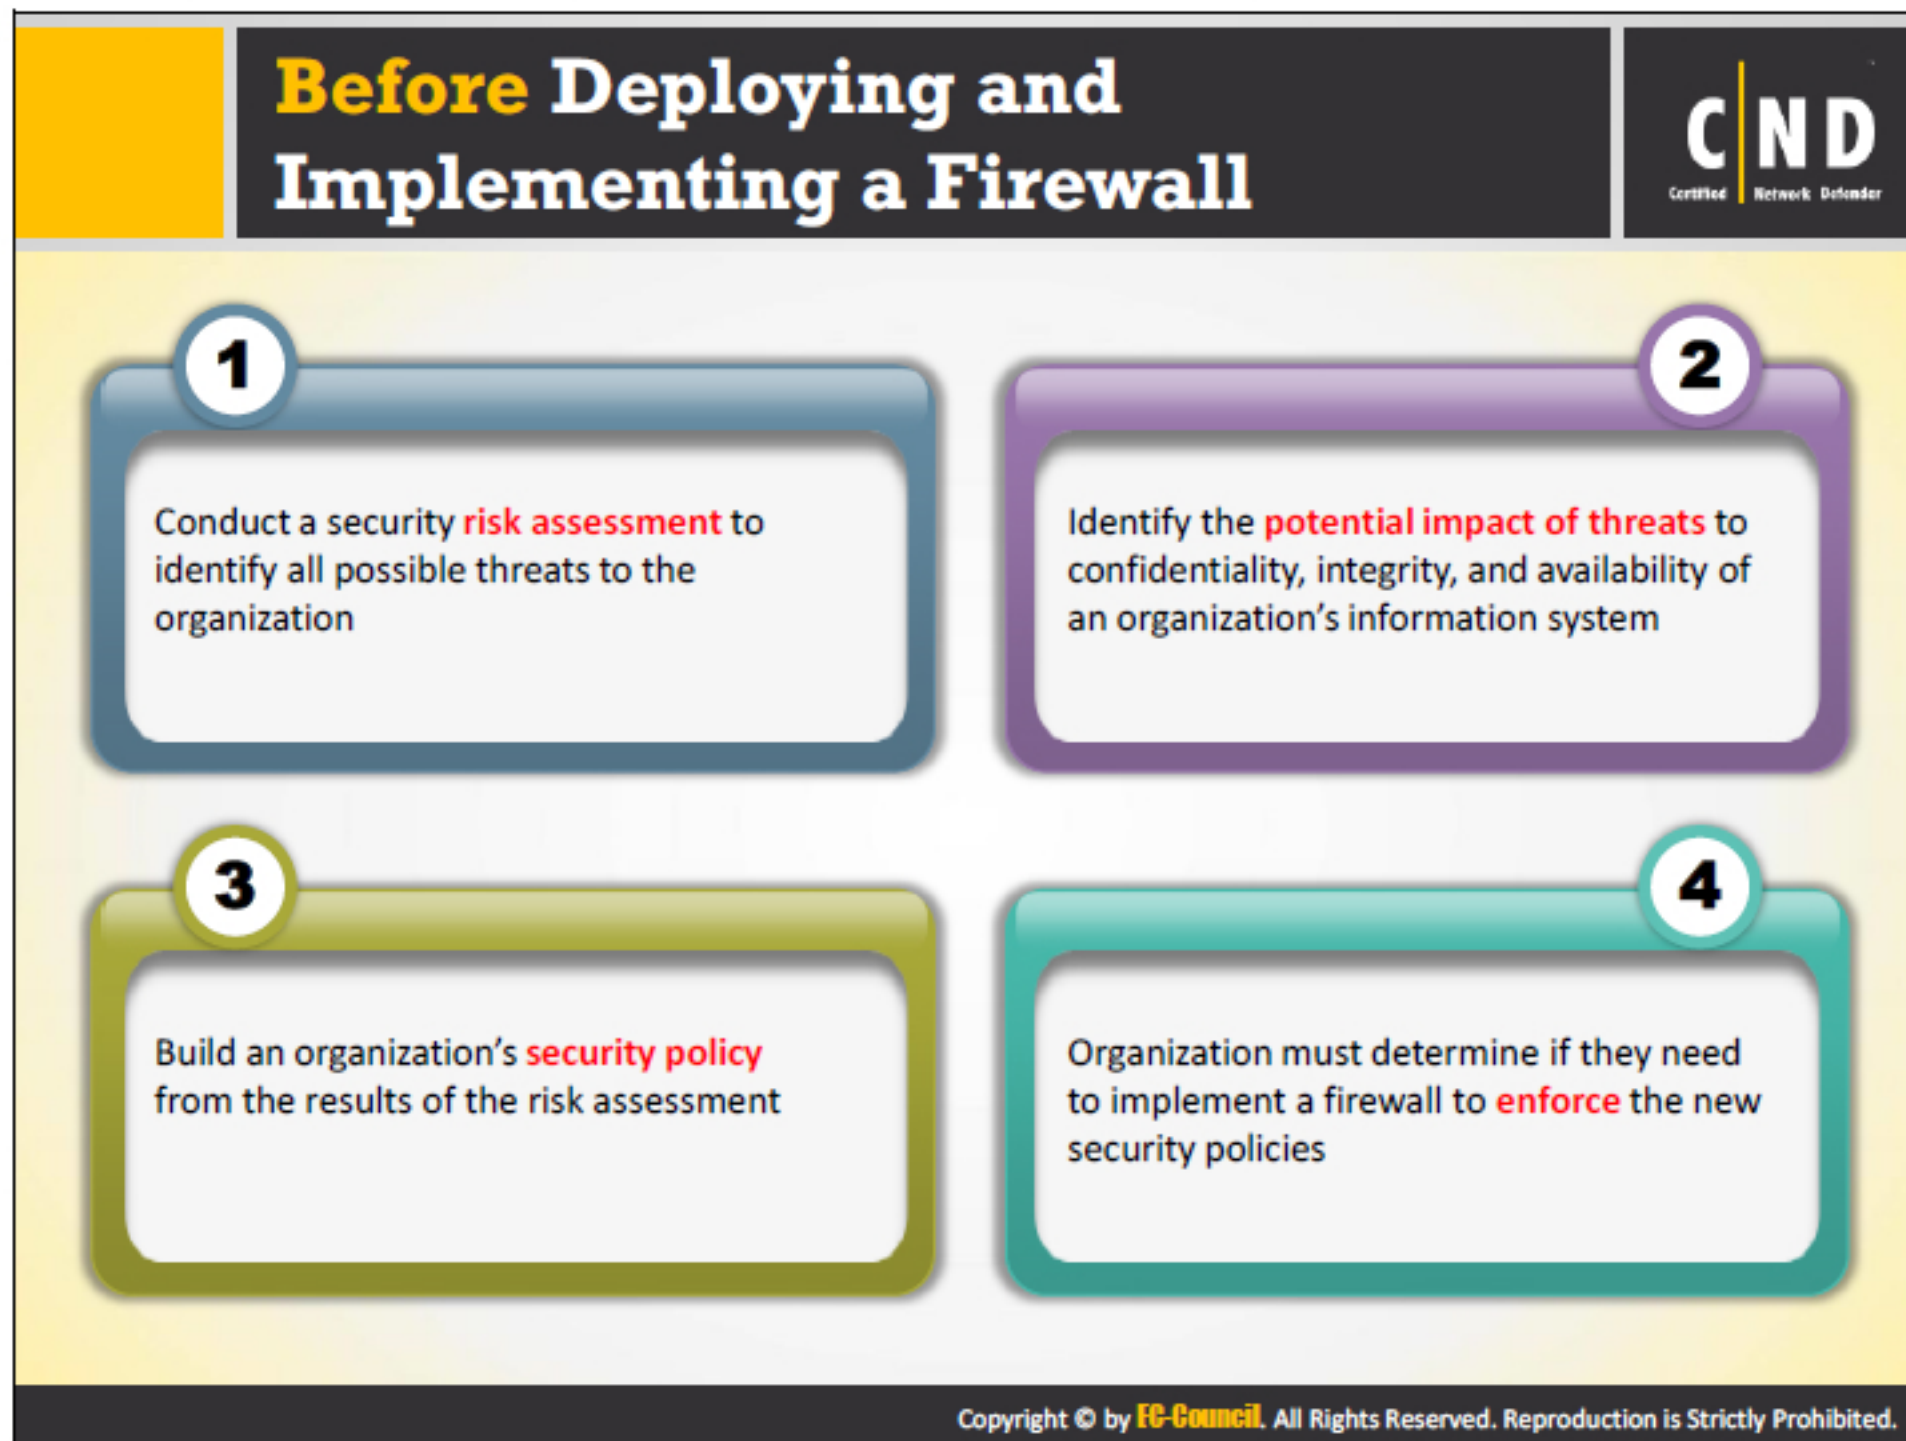 Before Deploying and
Implementing a Firewall
C|ND
Certified Network Defender
1
Conduct a security risk assessment to
identify all possible threats to the
organization
2
Identify the potential impact of threats to
confidentiality, integrity, and availability of
an organization's information system
3
Build an organization's security policy
from the results of the risk assessment
4
Organization must determine if they need
to implement a firewall to enforce the new
security policies
Copyright © by EC-Council. All Rights Reserved. Reproduction is Strictly Prohibited.